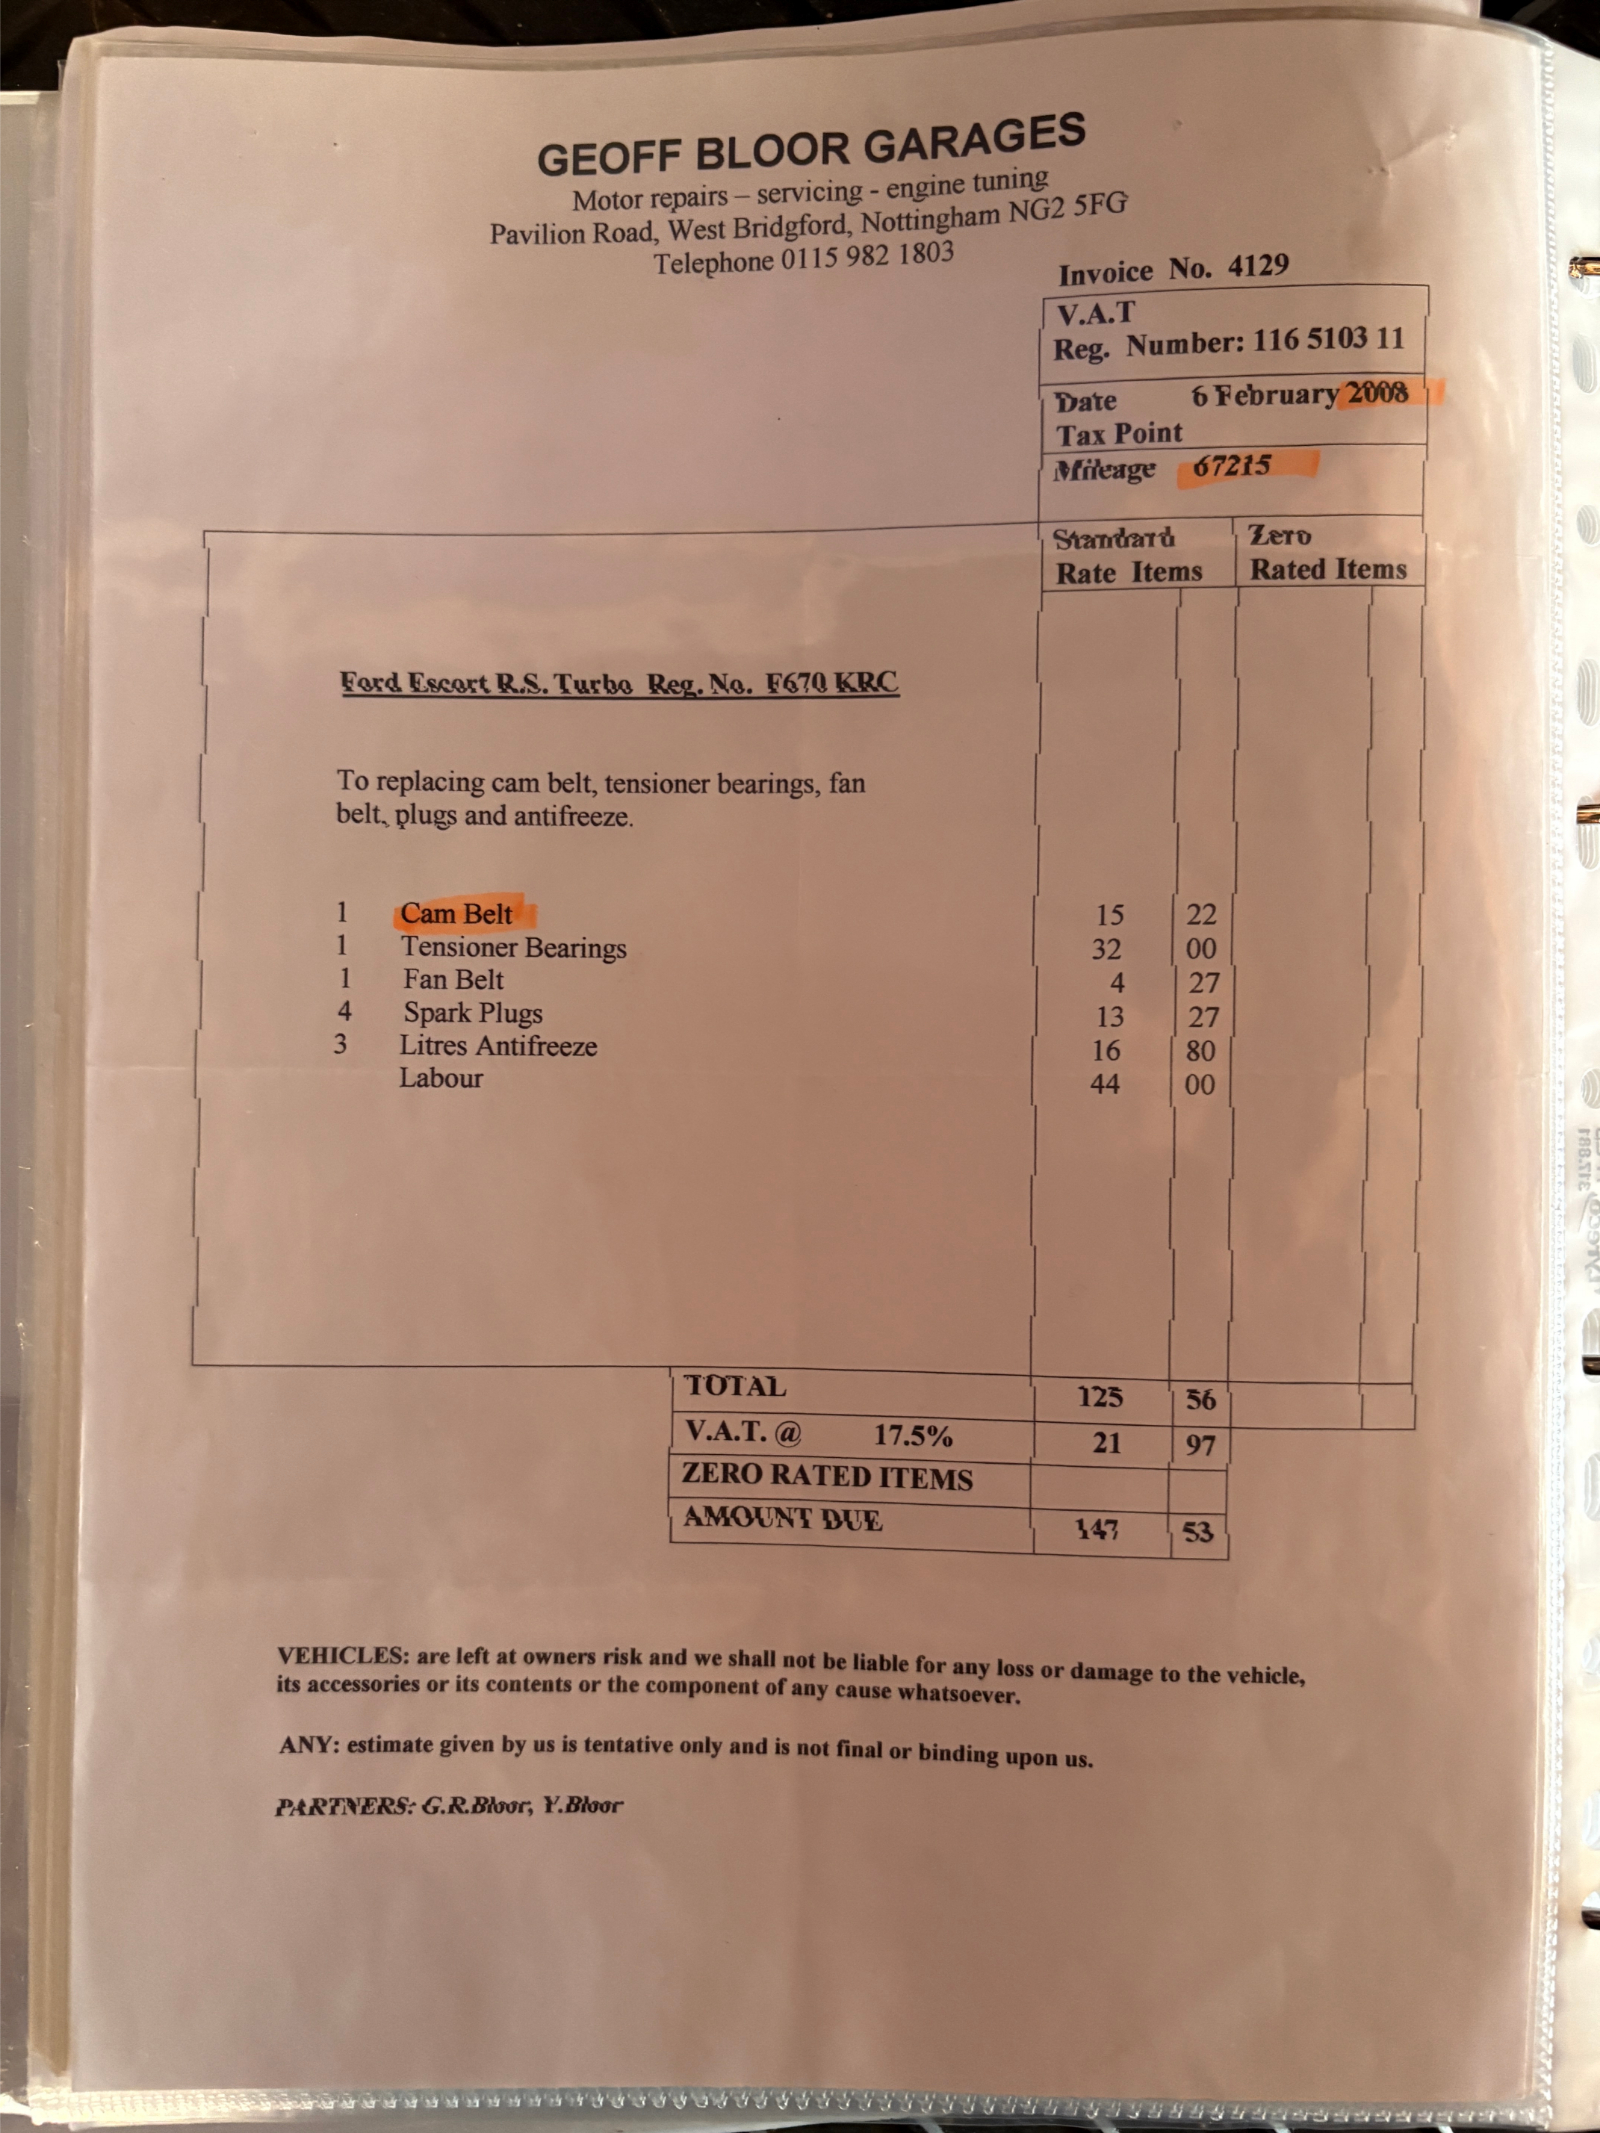 GEOFF BLOOR GARAGES
Motor repairs – servicing - engine tuning
Pavilion Road, West Bridgford, Nottingham NG2 5FG
Telephone 0115 982 1803
Invoice No. 4129
V.A.T
Reg. Number: 116 5103 11
Date 6 February 2008
Tax Point
Mileage 67215
Standard Zero
Rate Items Rated Items
Ford Escort R.S. Turbo Reg. No. F670 KRC
To replacing cam belt, tensioner bearings, fan
belt, plugs and antifreeze.
1 Cam Belt 15 22
1 Tensioner Bearings 32 00
1 Fan Belt 4 27
4 Spark Plugs 13 27
3 Litres Antifreeze 16 80
Labour 44 00
TOTAL 125 56
V.A.T. @ 17.5% 21 97
ZERO RATED ITEMS
AMOUNT DUE 147 53
VEHICLES: are left at owners risk and we shall not be liable for any loss or damage to the vehicle,
its accessories or its contents or the component of any cause whatsoever.
ANY: estimate given by us is tentative only and is not final or binding upon us.
PARTNERS: G.R.Bloor, Y.Bloor
317.881
Lyreco